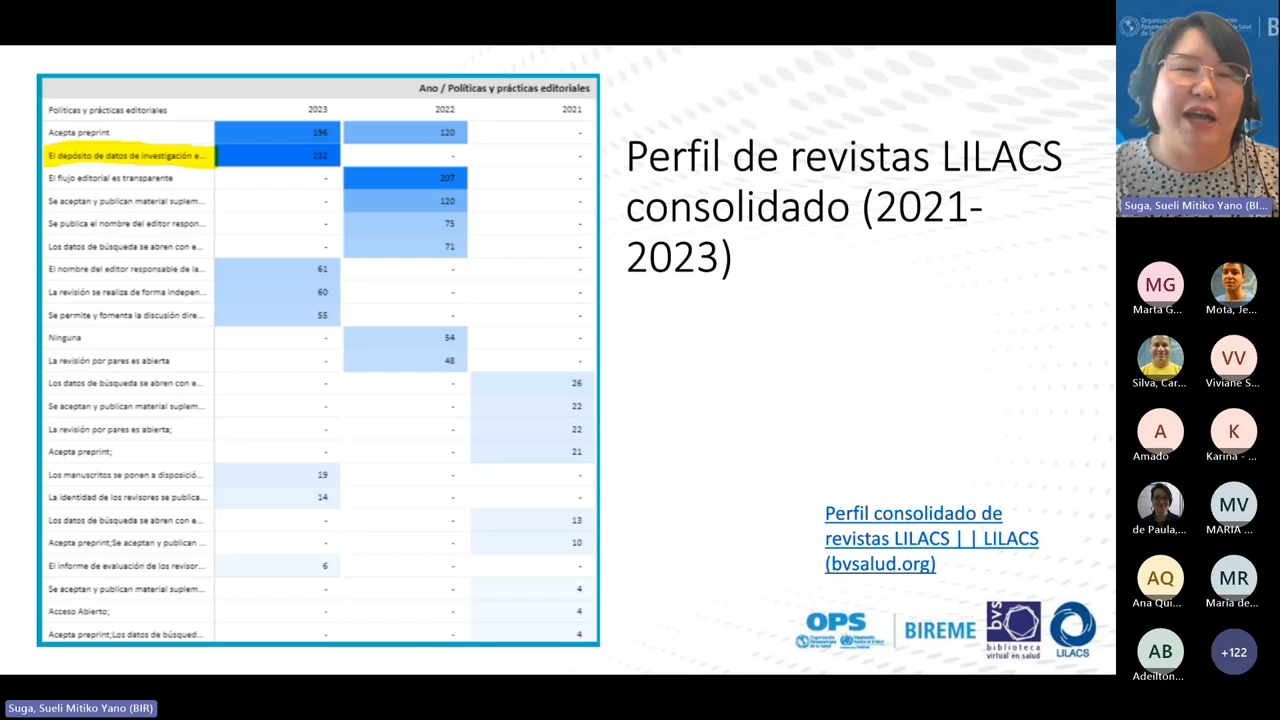 Ano / Políticas y prácticas editoriales
Políticas y prácticas editoriales 2023 2022 2021
Acepta preprint 196 120 -
El depósito de datos de investigación e... 232 - -
El flujo editorial es transparente - 207 -
Se aceptan y publican material suplem... - 120 -
Se publica el nombre del editor respon... - 75 -
Los datos de búsqueda se abren con e... - 71 -
El nombre del editor responsable de la... 61 - -
La revisión se realiza de forma indepen... 60 - -
Se permite y fomenta la discusión dire... 55 - -
Ninguna - 54 -
La revisión por pares es abierta - 48 -
Los datos de búsqueda se abren con e... - - 26
Se aceptan y publican material suplem... - - 22
La revisión por pares es abierta; - - 22
Acepta preprint; - - 21
Los manuscritos se ponen a disposició... 19 - -
La identidad de los revisores se publica... 14 - -
Los datos de búsqueda se abren con e... - - 13
Acepta preprint;Se aceptan y publican ... - - 10
El informe de evaluación de los revisor... 6 - -
Se aceptan y publican material suplem... - - 4
Acceso Abierto; - - 4
Acepta preprint;Los datos de búsqued... - - 4
Perfil de revistas LILACS
consolidado (2021-
2023)
Perfil consolidado de
revistas LILACS | | LILACS
(bvsalud.org)
OPS
BIREME
bvs
biblioteca
virtual en salud
LILACS
Suga, Sueli Mitiko Yano (BI...
MG
Marta G...
Mota, Je...
Silva, Car...
VV
Viviane S...
A
Amado
K
Karina - ...
de Paula,...
MV
MARIA ...
AQ
Ana Qui...
MR
Maria de...
AB
Adeilton...
+122
Suga, Sueli Mitiko Yano (BIR)